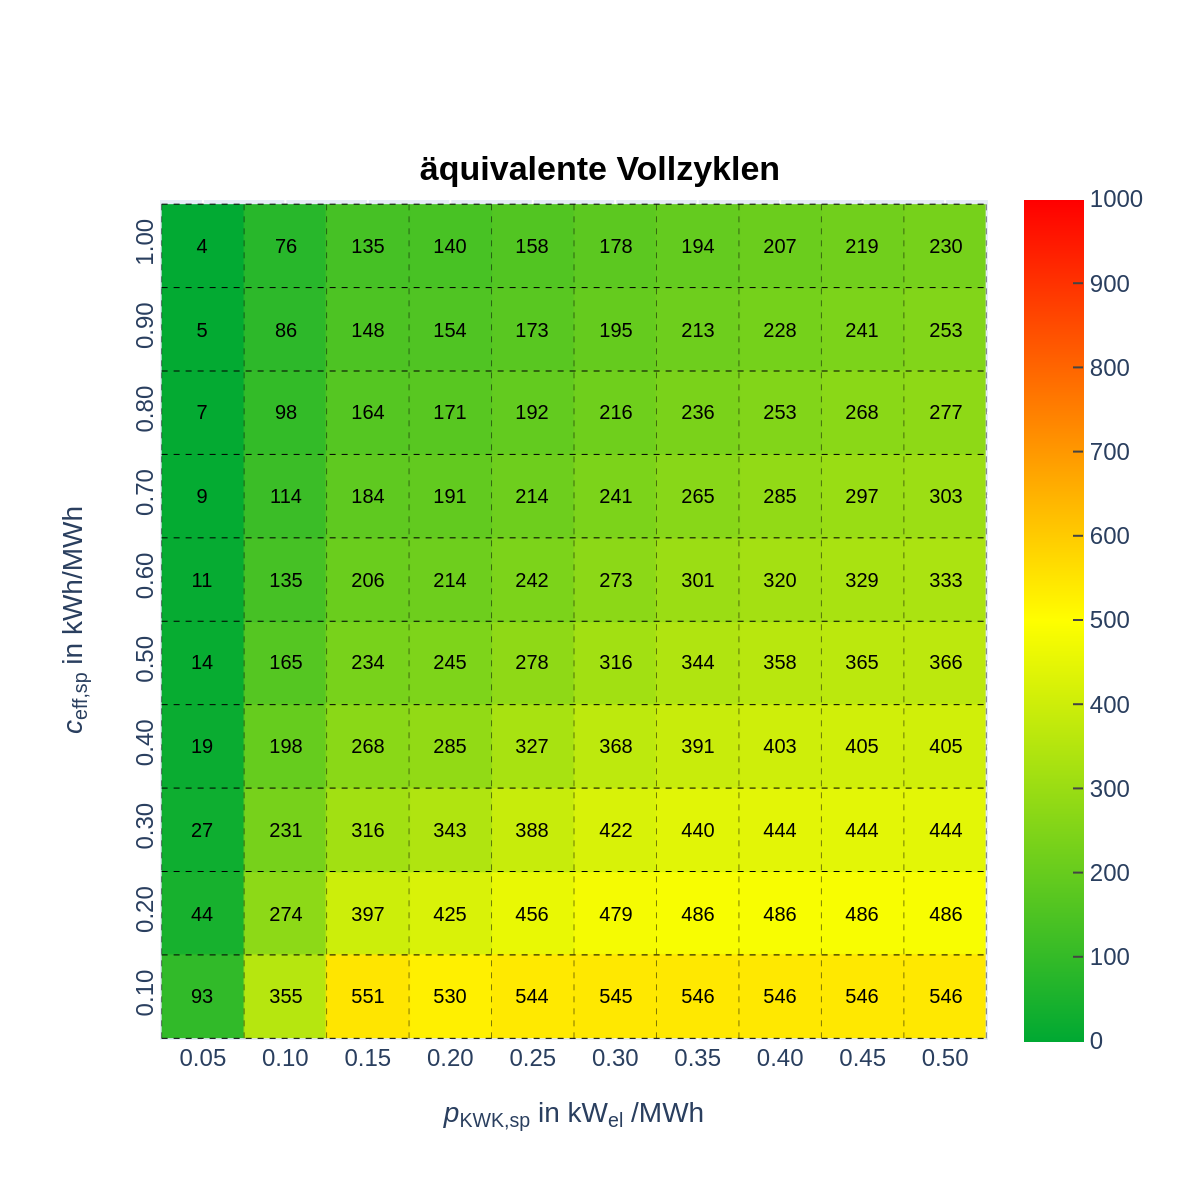 äquivalente Vollzyklen
1.00 4 76 135 140 158 178 194 207 219 230
0.90 5 86 148 154 173 195 213 228 241 253
0.80 7 98 164 171 192 216 236 253 268 277
0.70 9 114 184 191 214 241 265 285 297 303
0.60 11 135 206 214 242 273 301 320 329 333
0.50 14 165 234 245 278 316 344 358 365 366
0.40 19 198 268 285 327 368 391 403 405 405
0.30 27 231 316 343 388 422 440 444 444 444
0.20 44 274 397 425 456 479 486 486 486 486
0.10 93 355 551 530 544 545 546 546 546 546
0.05 0.10 0.15 0.20 0.25 0.30 0.35 0.40 0.45 0.50
p KWK,sp in kW el /MWh
c eff,sp in kWh/MWh
1000
900
800
700
600
500
400
300
200
100
0